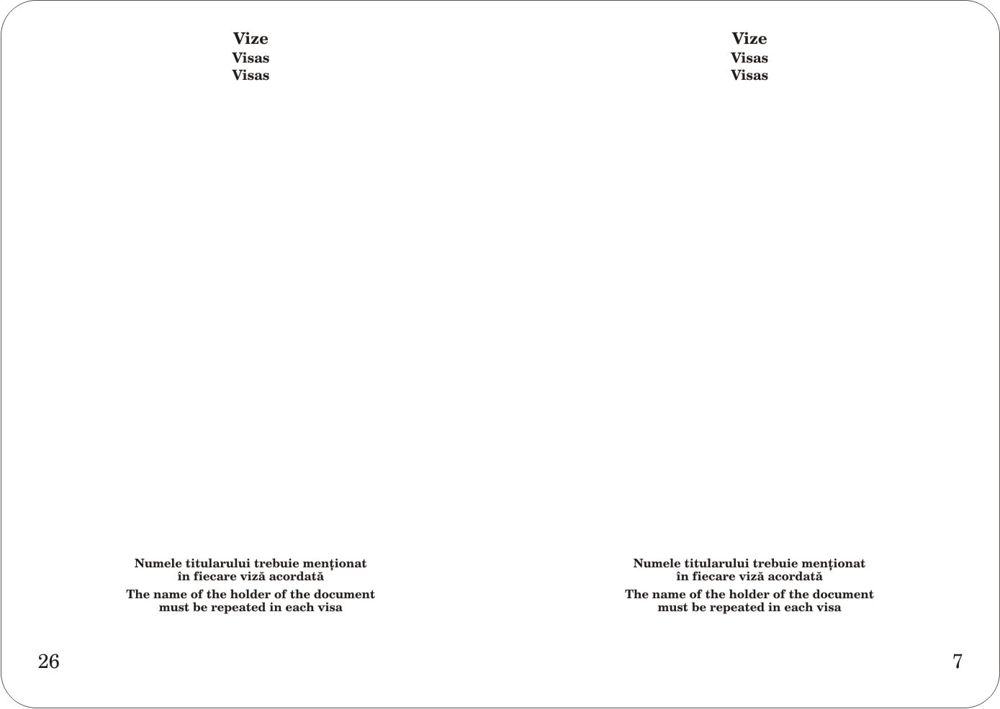 Vize
Visas
Visas
Numele titularului trebuie menționat
în fiecare viză acordată
The name of the holder of the document
must be repeated in each visa
26
Vize
Visas
Visas
Numele titularului trebuie menționat
în fiecare viză acordată
The name of the holder of the document
must be repeated in each visa
7